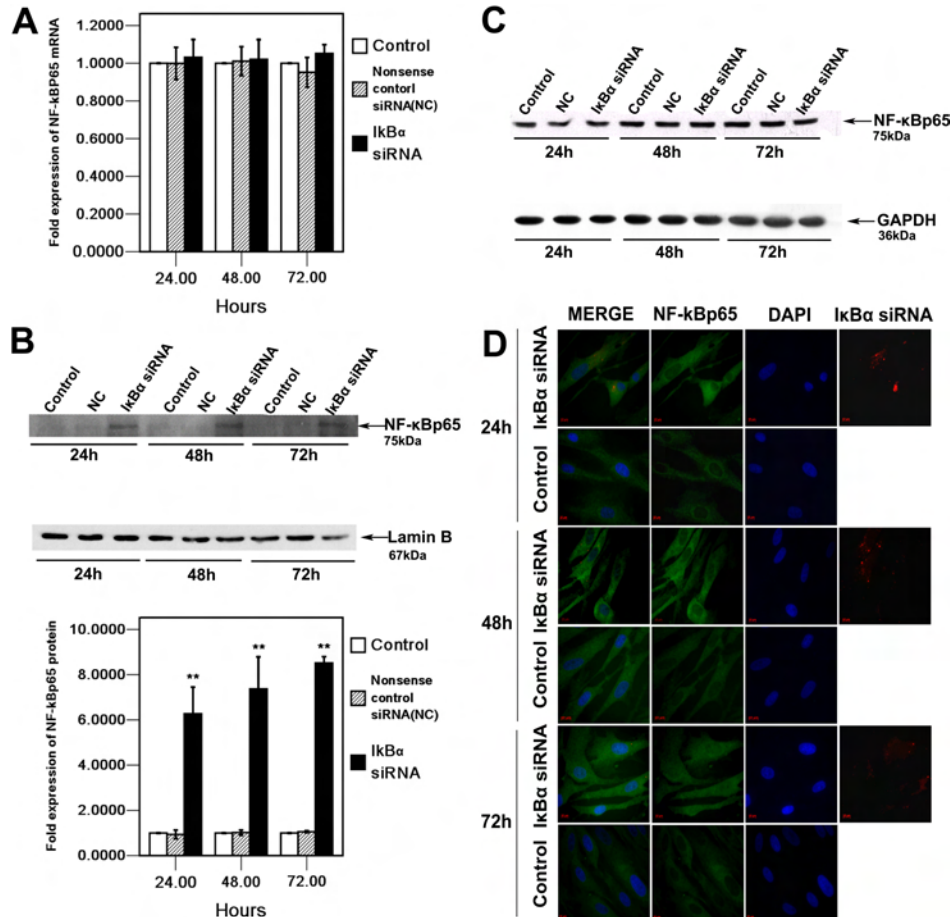 A
Fold expression of NF-kBP65 mRNA
1.2000
1.0000
0.8000
0.6000
0.4000
0.2000
0.0000
24.00 48.00 72.00
Hours
Control
Nonsense
contorl
siRNA(NC)
IkBα
siRNA
B
Control NC IκBα siRNA Control NC IκBα siRNA Control NC IκBα siRNA
NF-κBp65
75kDa
24h 48h 72h
Lamin B
67kDa
24h 48h 72h
Fold expression of NF-kBp65 protein
10.0000
8.0000
6.0000
4.0000
2.0000
0.0000
** ** **
24.00 48.00 72.00
Hours
Control
Nonsense
control
siRNA(NC)
IkBα
siRNA
C
Control NC IκBα siRNA Control NC IκBα siRNA Control NC IκBα siRNA
NF-κBp65
75kDa
24h 48h 72h
GAPDH
36kDa
24h 48h 72h
D
MERGE NF-kBp65 DAPI IκBα siRNA
24h
IκBα siRNA
Control
48h
IκBα siRNA
Control
72h
IκBα siRNA
Control